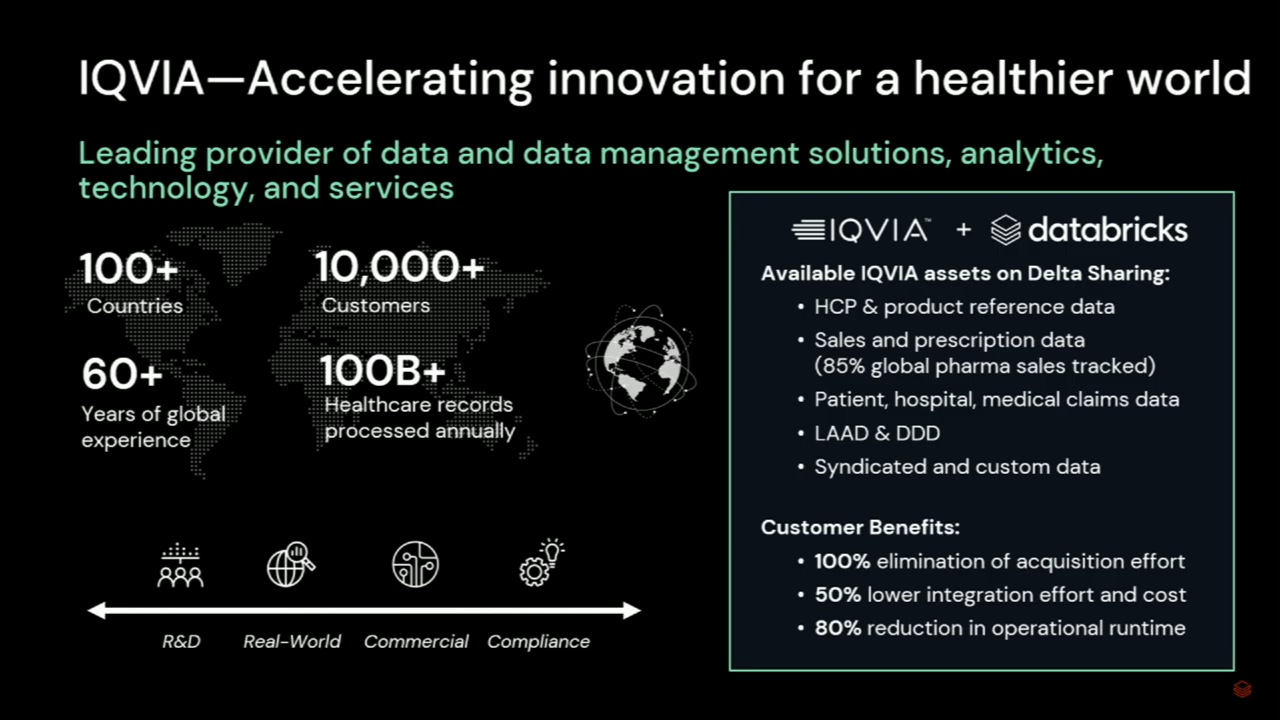 IQVIA—Accelerating innovation for a healthier world
Leading provider of data and data management solutions, analytics,
technology, and services
100+
Countries
10,000+
Customers
60+
Years of global
experience
100B+
Healthcare records
processed annually
R&D
Real-World
Commercial
Compliance
IQVIA™ + databricks
Available IQVIA assets on Delta Sharing:
• HCP & product reference data
• Sales and prescription data
(85% global pharma sales tracked)
• Patient, hospital, medical claims data
• LAAD & DDD
• Syndicated and custom data
Customer Benefits:
• 100% elimination of acquisition effort
• 50% lower integration effort and cost
• 80% reduction in operational runtime